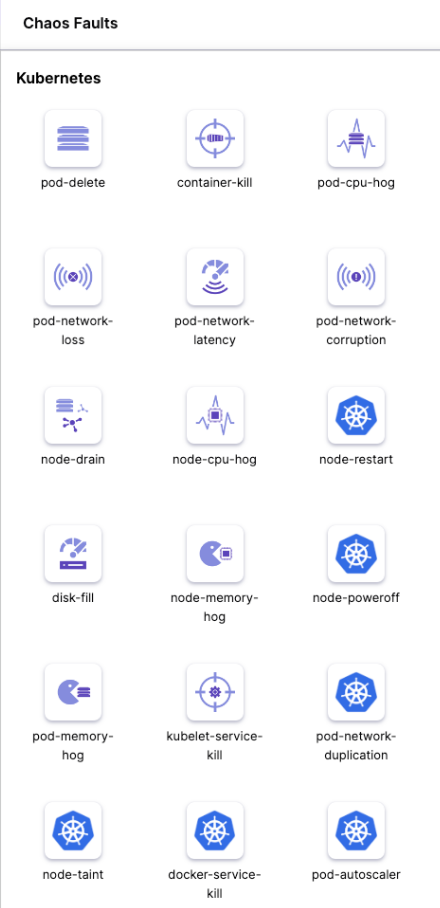 Chaos Faults
Kubernetes
pod-delete
container-kill
pod-cpu-hog
pod-network-
loss
pod-network-
latency
pod-network-
corruption
node-drain
node-cpu-hog
node-restart
disk-fill
node-memory-
hog
node-poweroff
pod-memory-
hog
kubelet-service-
kill
pod-network-
duplication
node-taint
docker-service-
kill
pod-autoscaler